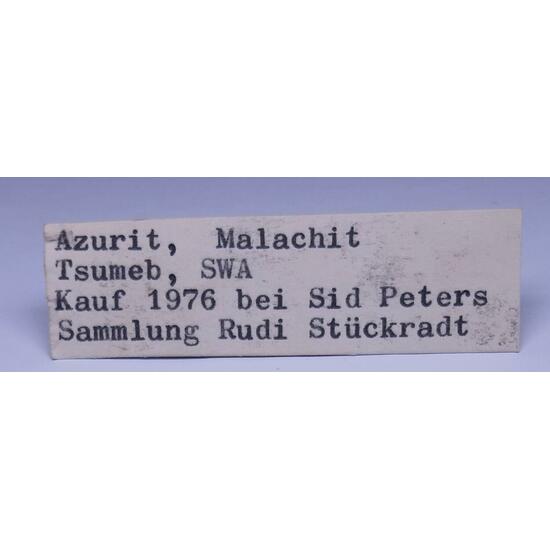 Azurit, Malachit
Tsumeb, SWA
Kauf 1976 bei Sid Peters
Sammlung Rudi Stückradt